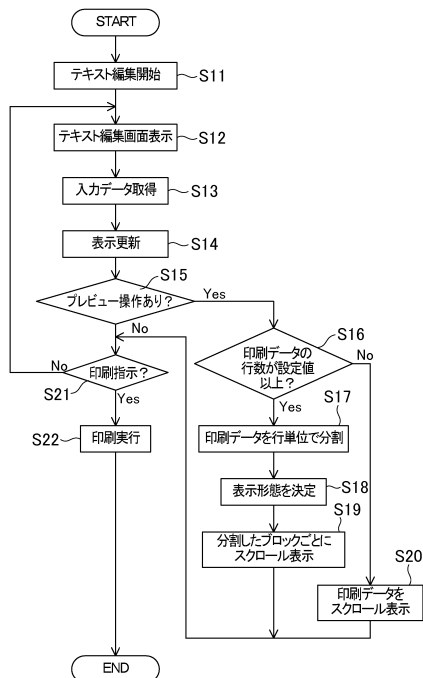 START
テキスト編集開始
S11
テキスト編集画面表示
S12
入力データ取得
S13
表示更新
S14
S15
プレビュー操作あり?
Yes
No
S16
印刷データの
行数が設定値
以上?
No
Yes
No
印刷指示?
S21
Yes
S17
印刷データを行単位で分割
S22
印刷実行
S18
表示形態を決定
S19
分割したブロックごとに
スクロール表示
S20
印刷データを
スクロール表示
END